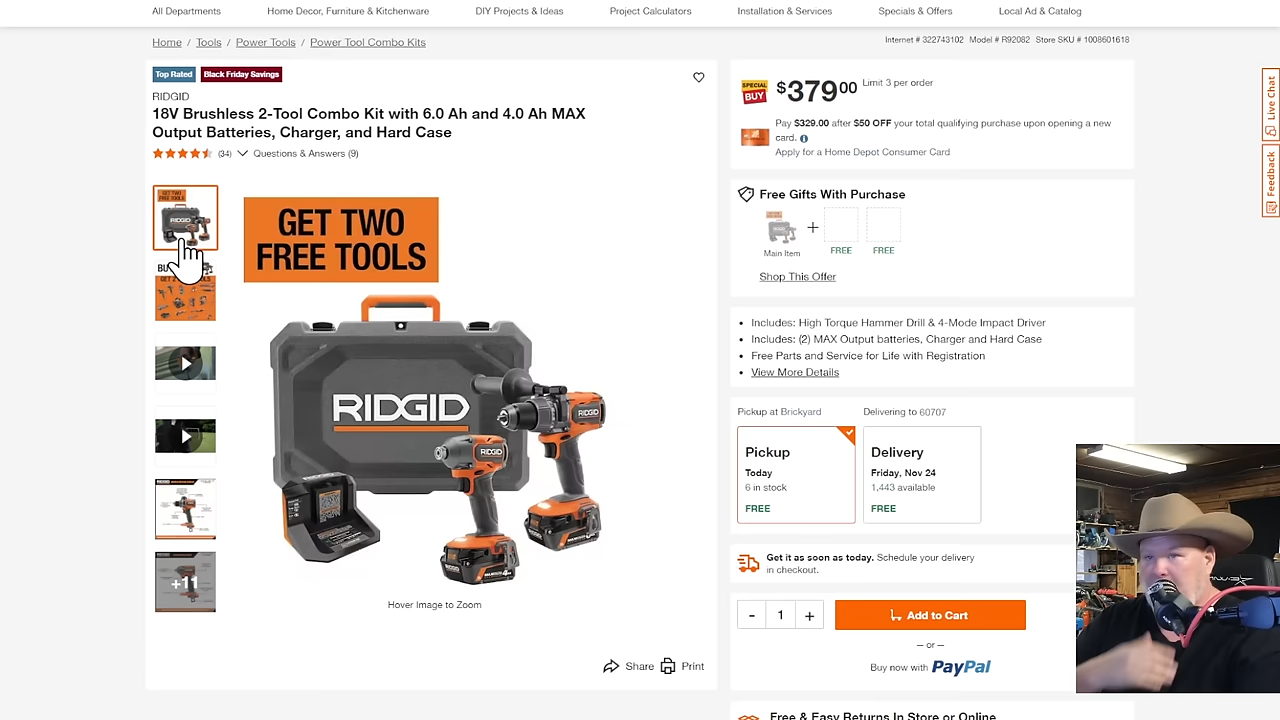 All Departments
Home Decor, Furniture & Kitchenware
DIY Projects & Ideas
Project Calculators
Installation & Services
Specials & Offers
Local Ad & Catalog
Home / Tools / Power Tools / Power Tool Combo Kits
Internet # 322743102 Model # R92082 Store SKU # 1008601618
Top Rated
Black Friday Savings
RIDGID
18V Brushless 2-Tool Combo Kit with 6.0 Ah and 4.0 Ah MAX
Output Batteries, Charger, and Hard Case
(34)
Questions & Answers (9)
GET TWO
FREE TOOLS
RIDGID
GET TWO
FREE TOOLS
RIDGID
RIDGID
RIDGID
+11
Hover Image to Zoom
Share
Print
SPECIAL
BUY
$379 00
Limit 3 per order
Pay $329.00 after $50 OFF your total qualifying purchase upon opening a new
card.
Apply for a Home Depot Consumer Card
Free Gifts With Purchase
+
Main Item
FREE
FREE
Shop This Offer
• Includes: High Torque Hammer Drill & 4-Mode Impact Driver
• Includes: (2) MAX Output batteries, Charger and Hard Case
• Free Parts and Service for Life with Registration
• View More Details
Pickup at Brickyard
Delivering to 60707
Pickup
Today
6 in stock
FREE
Delivery
Friday, Nov 24
1,443 available
FREE
Get it as soon as today. Schedule your delivery
in checkout.
- 1 +
Add to Cart
— or —
Buy now with PayPal
Free & Easy Returns In Store or Online
Live Chat
Feedback